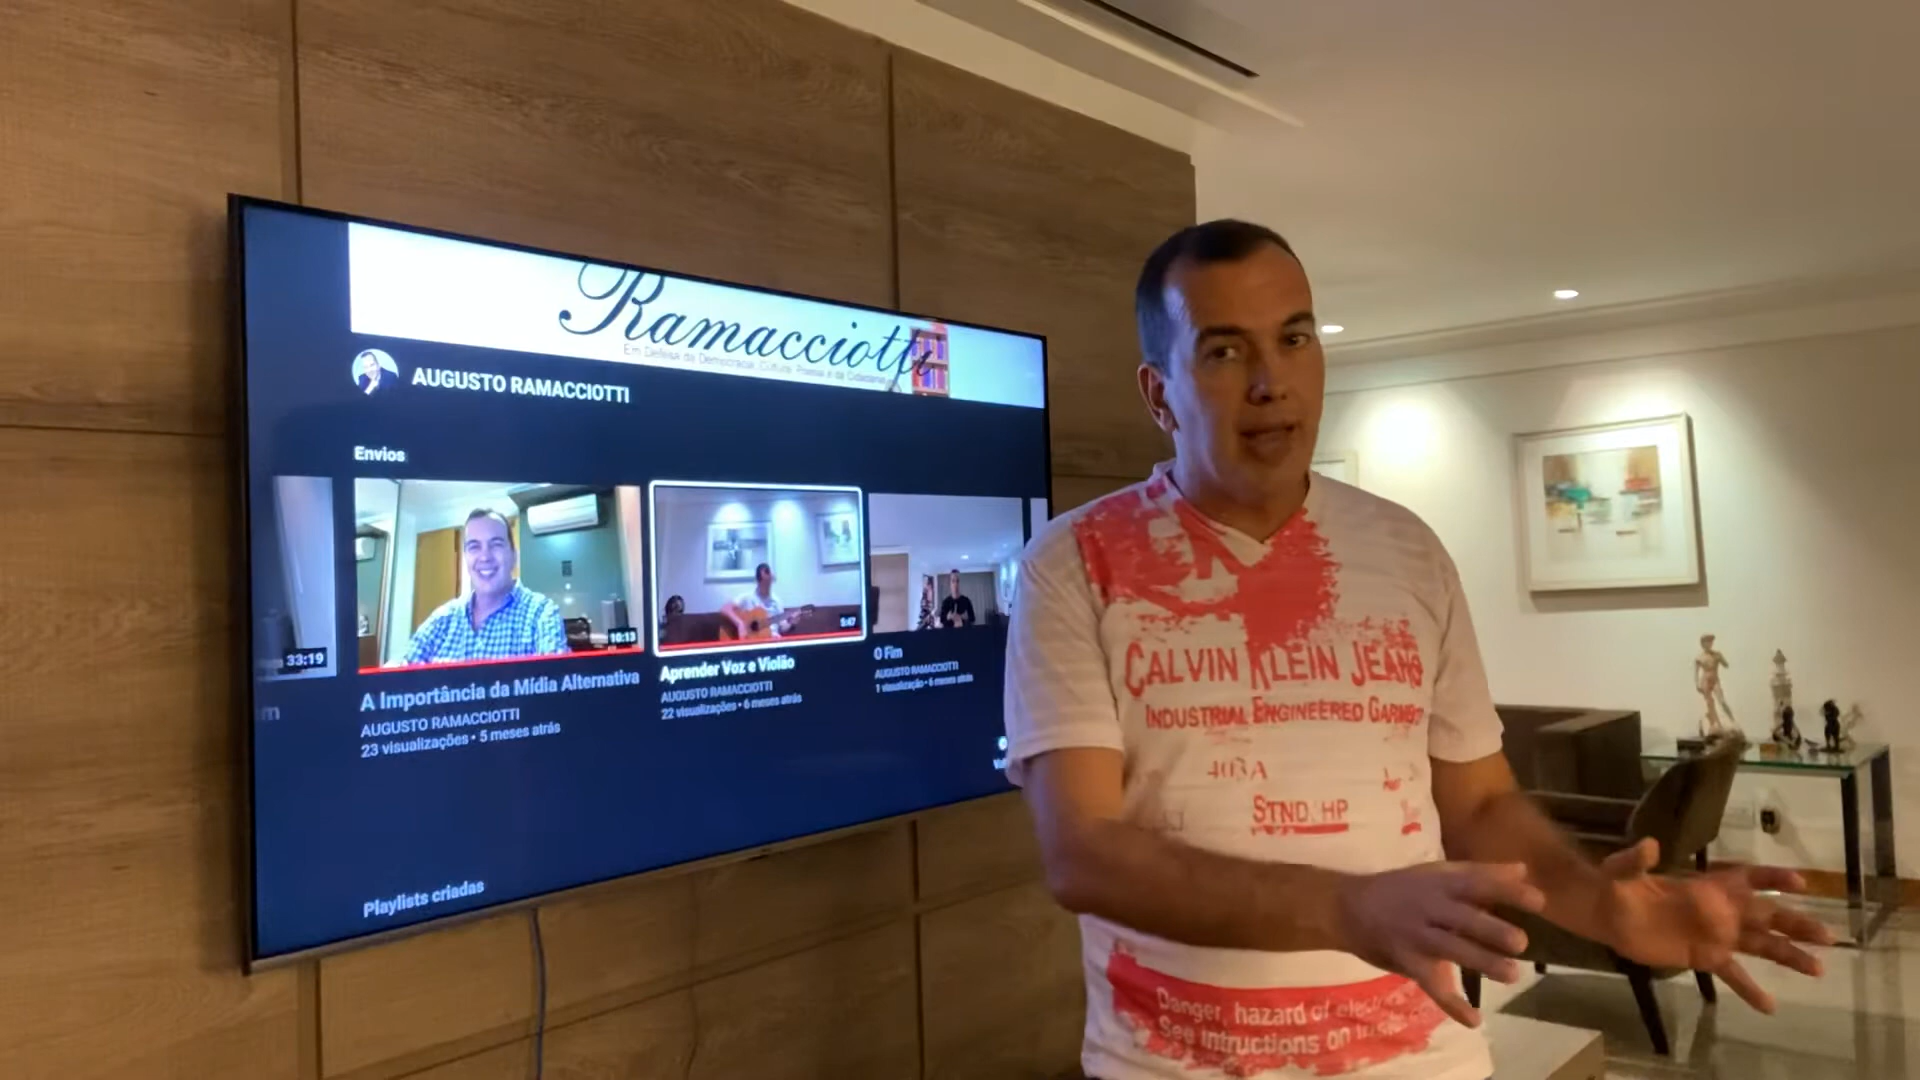 Ramacciotti
Em Defesa da Democracia, Cultura, Poesia e da Cidadania
AUGUSTO RAMACCIOTTI
Envios
33:19
10:13
5:47
A Importância da Mídia Alternativa
AUGUSTO RAMACCIOTTI
23 visualizações • 5 meses atrás
Aprender Voz e Violão
AUGUSTO RAMACCIOTTI
22 visualizações • 6 meses atrás
O Fim
AUGUSTO RAMACCIOTTI
1 visualização • 6 meses atrás
Playlists criadas
CALVIN KLEIN JEANS
INDUSTRIAL ENGINEERED
403A
STND HP
Danger, hazard of
See intructions on